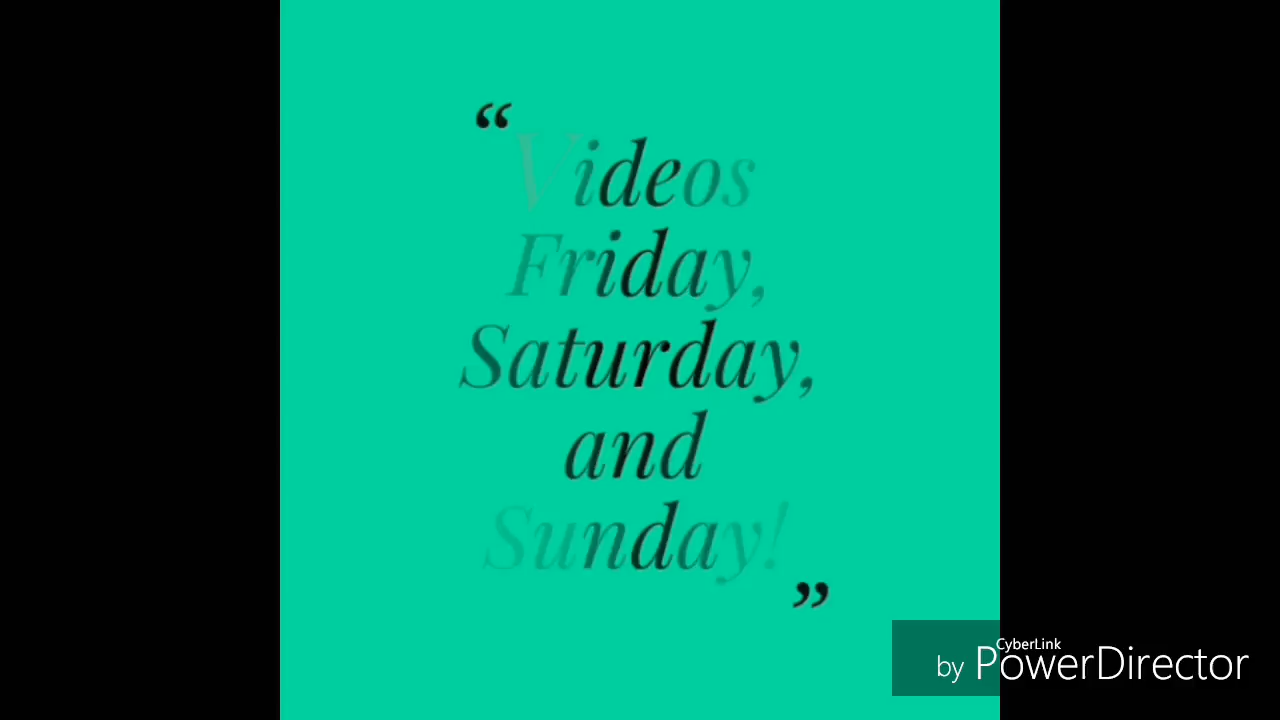 “Videos
Friday,
Saturday,
and
Sunday!”
by CyberLink PowerDirector